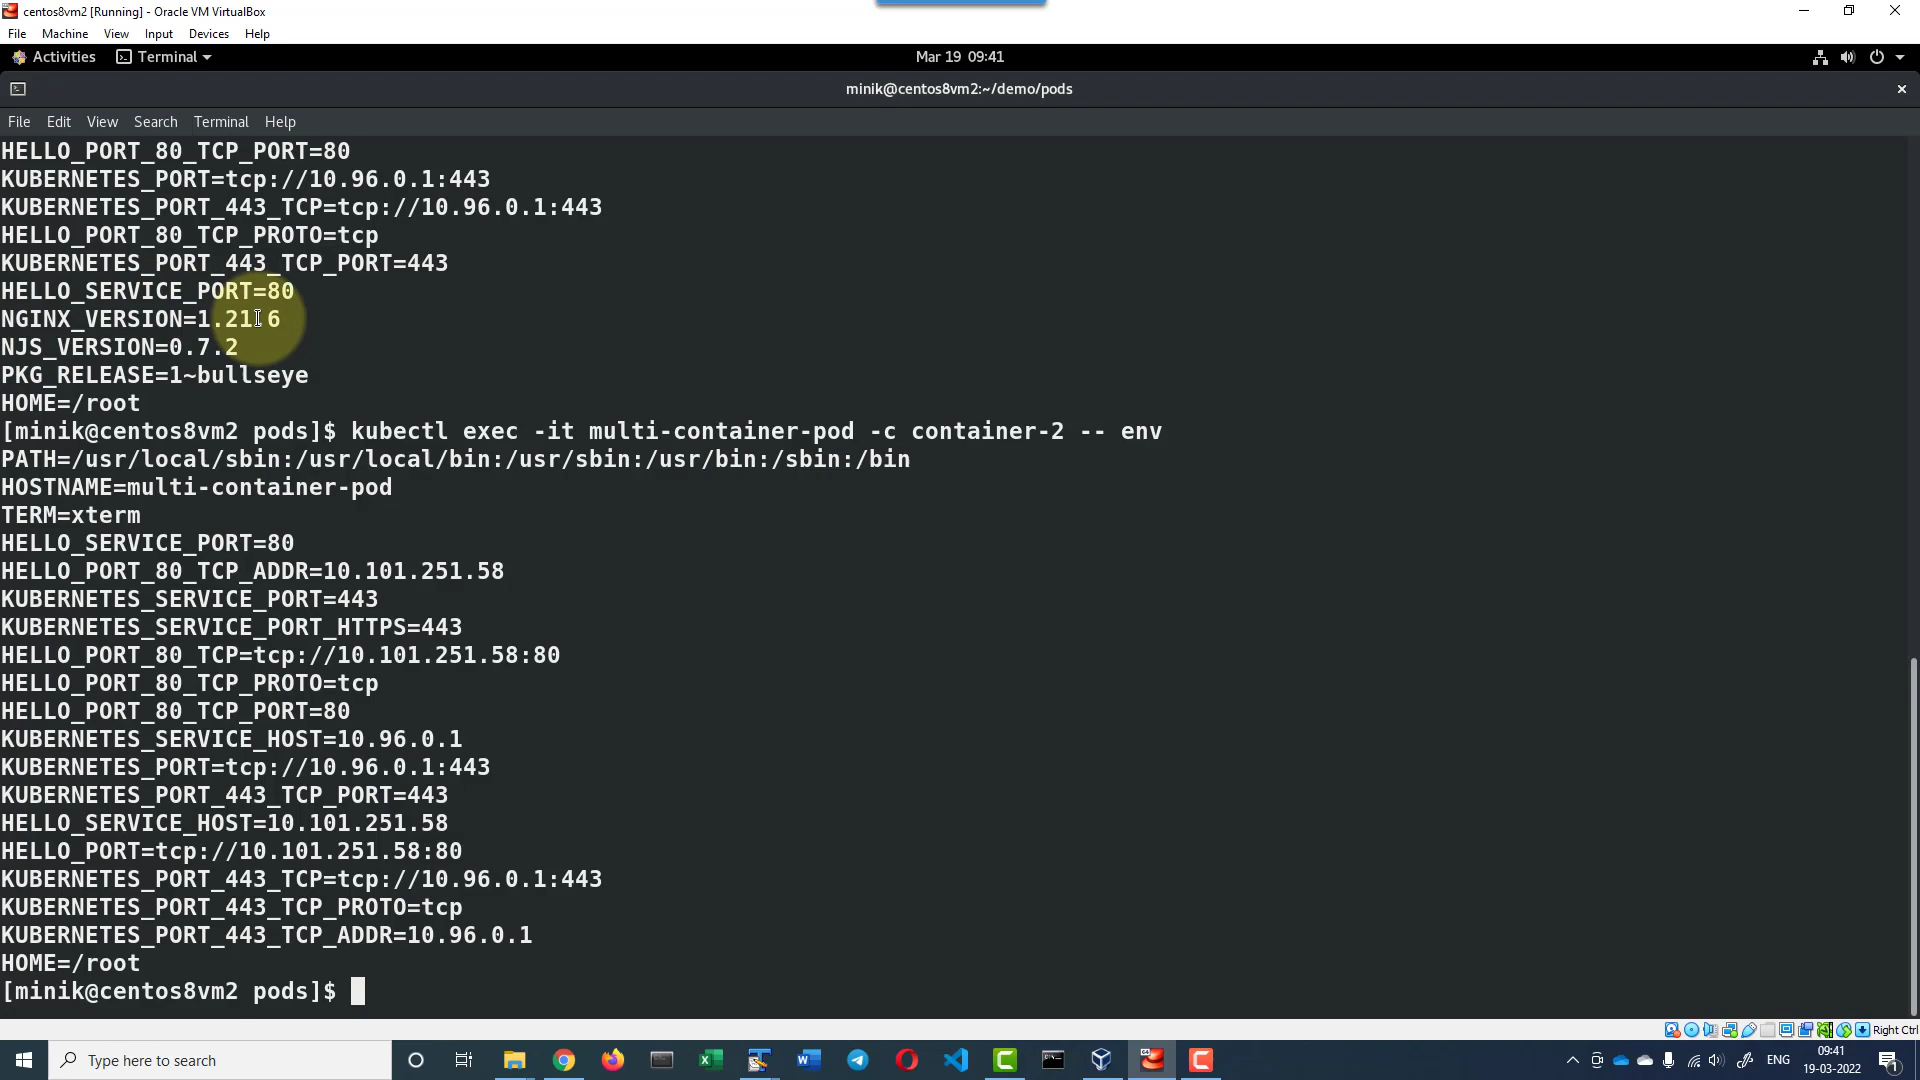 centos8vm2 [Running] - Oracle VM VirtualBox
File Machine View Input Devices Help
Activities Terminal Mar 19 09:41
minik@centos8vm2:~/demo/pods
File Edit View Search Terminal Help
HELLO_PORT_80_TCP_PORT=80
KUBERNETES_PORT=tcp://10.96.0.1:443
KUBERNETES_PORT_443_TCP=tcp://10.96.0.1:443
HELLO_PORT_80_TCP_PROTO=tcp
KUBERNETES_PORT_443_TCP_PORT=443
HELLO_SERVICE_PORT=80
NGINX_VERSION=1.21.6
NJS_VERSION=0.7.2
PKG_RELEASE=1~bullseye
HOME=/root
[minik@centos8vm2 pods]$ kubectl exec -it multi-container-pod -c container-2 -- env
PATH=/usr/local/sbin:/usr/local/bin:/usr/sbin:/usr/bin:/sbin:/bin
HOSTNAME=multi-container-pod
TERM=xterm
HELLO_SERVICE_PORT=80
HELLO_PORT_80_TCP_ADDR=10.101.251.58
KUBERNETES_SERVICE_PORT=443
KUBERNETES_SERVICE_PORT_HTTPS=443
HELLO_PORT_80_TCP=tcp://10.101.251.58:80
HELLO_PORT_80_TCP_PROTO=tcp
HELLO_PORT_80_TCP_PORT=80
KUBERNETES_SERVICE_HOST=10.96.0.1
KUBERNETES_PORT=tcp://10.96.0.1:443
KUBERNETES_PORT_443_TCP_PORT=443
HELLO_SERVICE_HOST=10.101.251.58
HELLO_PORT=tcp://10.101.251.58:80
KUBERNETES_PORT_443_TCP=tcp://10.96.0.1:443
KUBERNETES_PORT_443_TCP_PROTO=tcp
KUBERNETES_PORT_443_TCP_ADDR=10.96.0.1
HOME=/root
[minik@centos8vm2 pods]$
Right Ctrl
Type here to search
ENG
09:41
19-03-2022
1